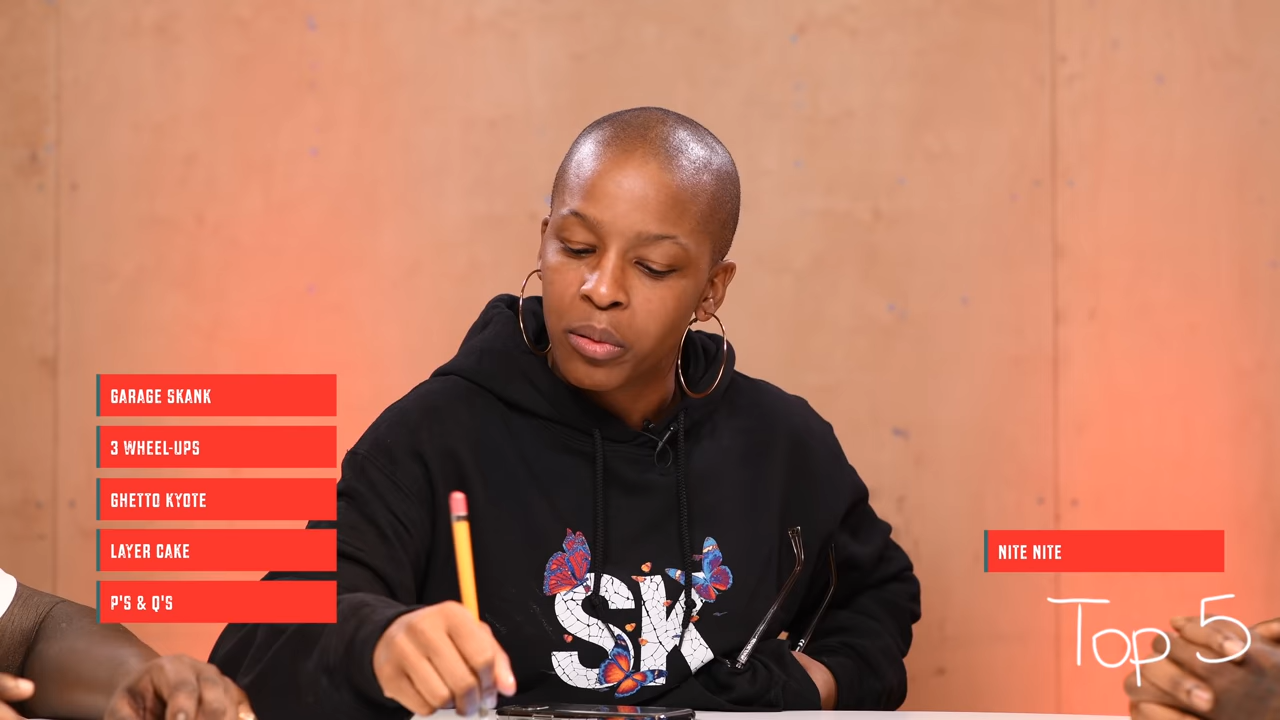 GARAGE SKANK
3 WHEEL-UPS
GHETTO KYOTE
LAYER CAKE
P'S & Q'S
SK
NITE NITE
Top 5